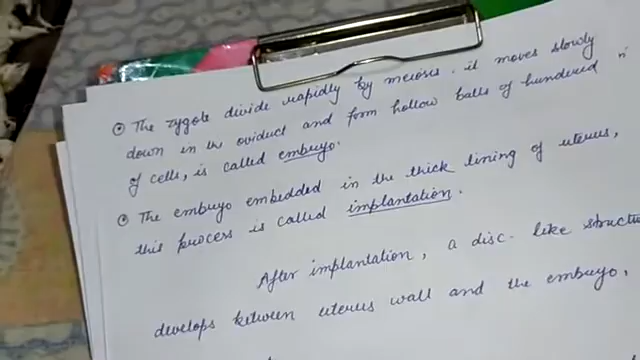 The zygote divide rapidly by meiosis. it moves slowly
down in the oviduct and form hollow balls of hundred
of cells, is called embryo.
The embryo embedded in the thick lining of uterus,
this process is called implantation.
After implantation, a disc-like structu
develops between uterus wall and the embryo,